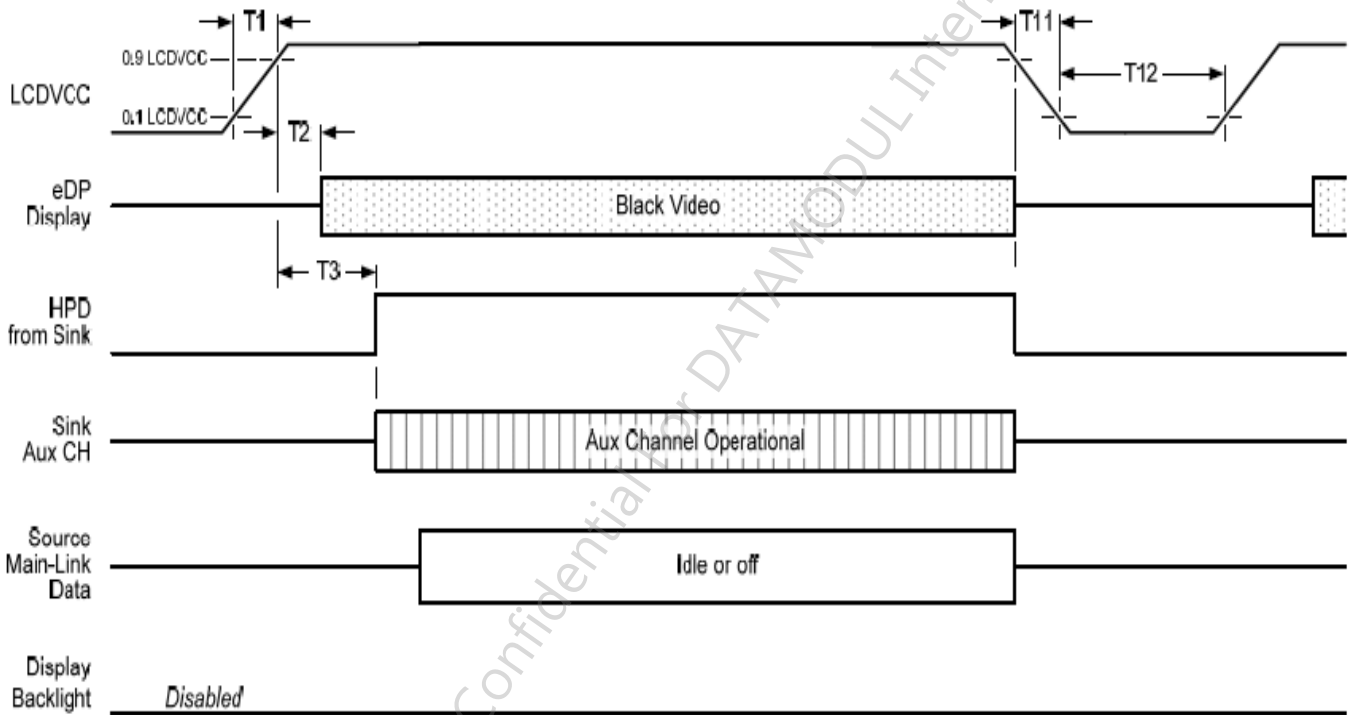 T1
T11
0.9 LCDVCC
T12
LCDVCC
0.1 LCDVCC
T2
eDP
Display
Black Video
T3
HPD
from Sink
Sink
Aux CH
Aux Channel Operational
Source
Main-Link
Data
Idle or off
Display
Backlight
Disabled
Confidential For DATAMODUL Inter